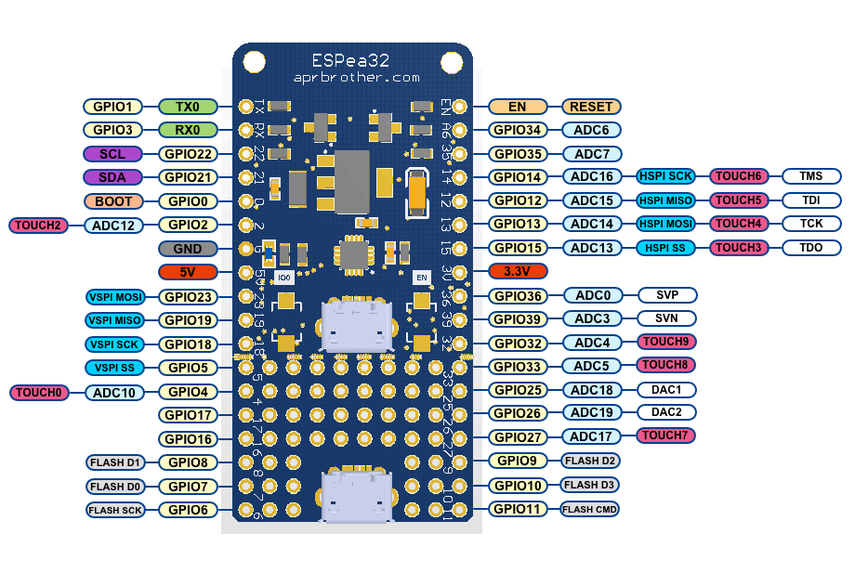 ESPea32
aprbrother.com
GPIO1 TX0 TX EN EN RESET
GPIO3 RX0 RX A6 GPIO34 ADC6
SCL GPIO22 22 35 GPIO35 ADC7
SDA GPIO21 21 14 GPIO14 ADC16 HSPI SCK TOUCH6 TMS
BOOT GPIO0 0 12 GPIO12 ADC15 HSPI MISO TOUCH5 TDI
TOUCH2 ADC12 GPIO2 2 13 GPIO13 ADC14 HSPI MOSI TOUCH4 TCK
GND G 15 GPIO15 ADC13 HSPI SS TOUCH3 TDO
5V 50 IO0 EN 30 3.3V
VSPI MOSI GPIO23 23 36 GPIO36 ADC0 SVP
VSPI MISO GPIO19 19 39 GPIO39 ADC3 SVN
VSPI SCK GPIO18 18 32 GPIO32 ADC4 TOUCH9
VSPI SS GPIO5 5 33 GPIO33 ADC5 TOUCH8
TOUCH0 ADC10 GPIO4 4 25 GPIO25 ADC18 DAC1
GPIO17 17 26 GPIO26 ADC19 DAC2
GPIO16 16 27 GPIO27 ADC17 TOUCH7
FLASH D1 GPIO8 8 9 GPIO9 FLASH D2
FLASH D0 GPIO7 7 10 GPIO10 FLASH D3
FLASH SCK GPIO6 6 11 GPIO11 FLASH CMD